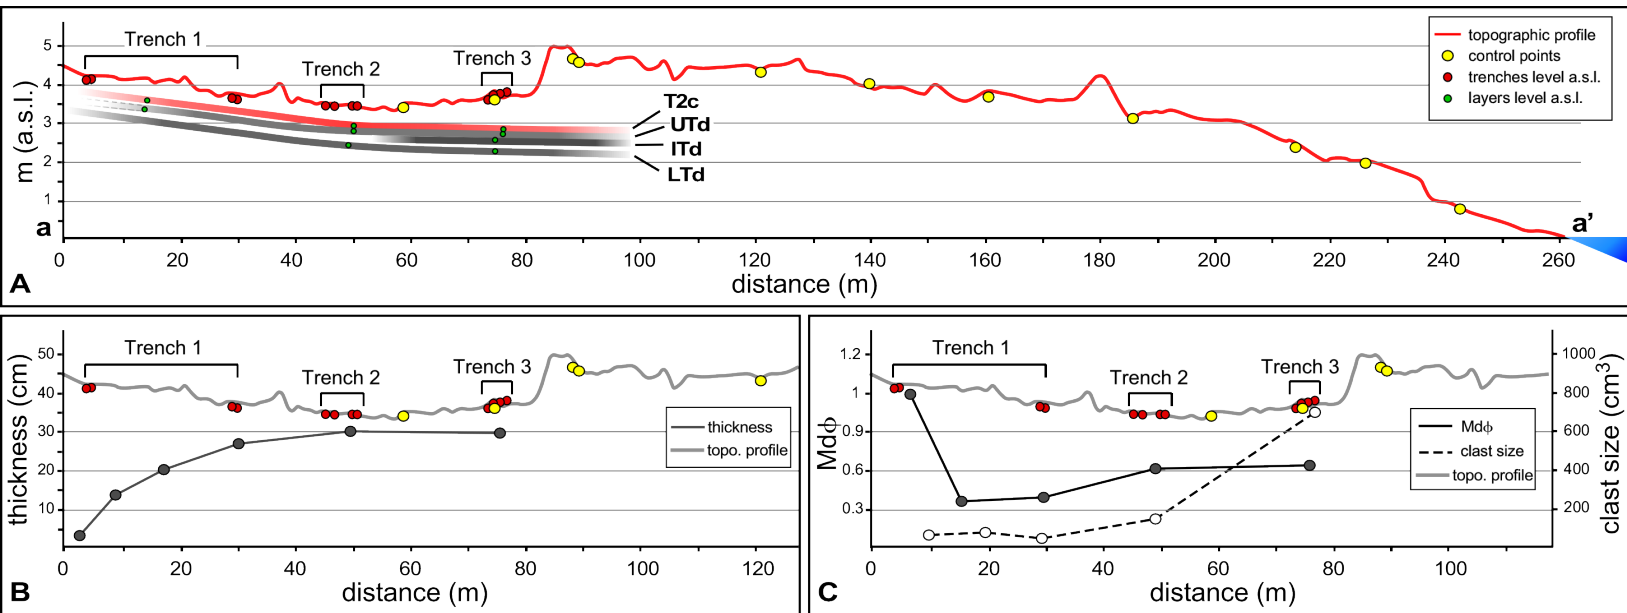 Trench 1
Trench 2
Trench 3
topographic profile
control points
trenches level a.s.l.
layers level a.s.l.
T2c
UTd
ITd
LTd
m (a.s.l.)
5
4
3
2
1
a
a'
0 20 40 60 80 100 120 140 160 180 200 220 240 260
distance (m)
A
Trench 1
Trench 2
Trench 3
thickness (cm)
50
40
30
20
10
thickness
topo. profile
0 20 40 60 80 100 120
distance (m)
B
Trench 1
Trench 2
Trench 3
Mdϕ
1.2
1
0.9
0.6
0.3
1000
800
600
400
200
clast size (cm³)
Mdϕ
clast size
topo. profile
0 20 40 60 80 100
distance (m)
C